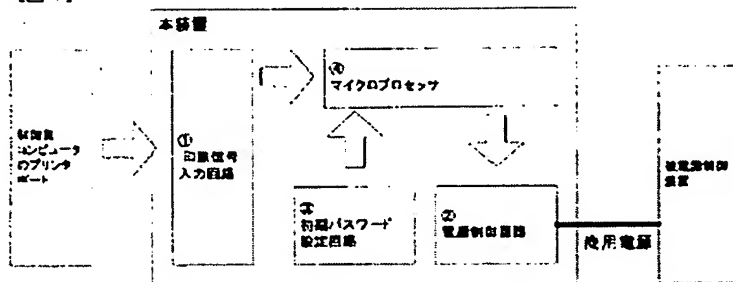 本装置
④
マイクロプロセッサ
制御用
コンピュータ
のプリンタ
ポート
①
印刷信号
入力回路
③
初期パスワード
設定回路
②
電源制御回路
商用電源
被電源制御
装置